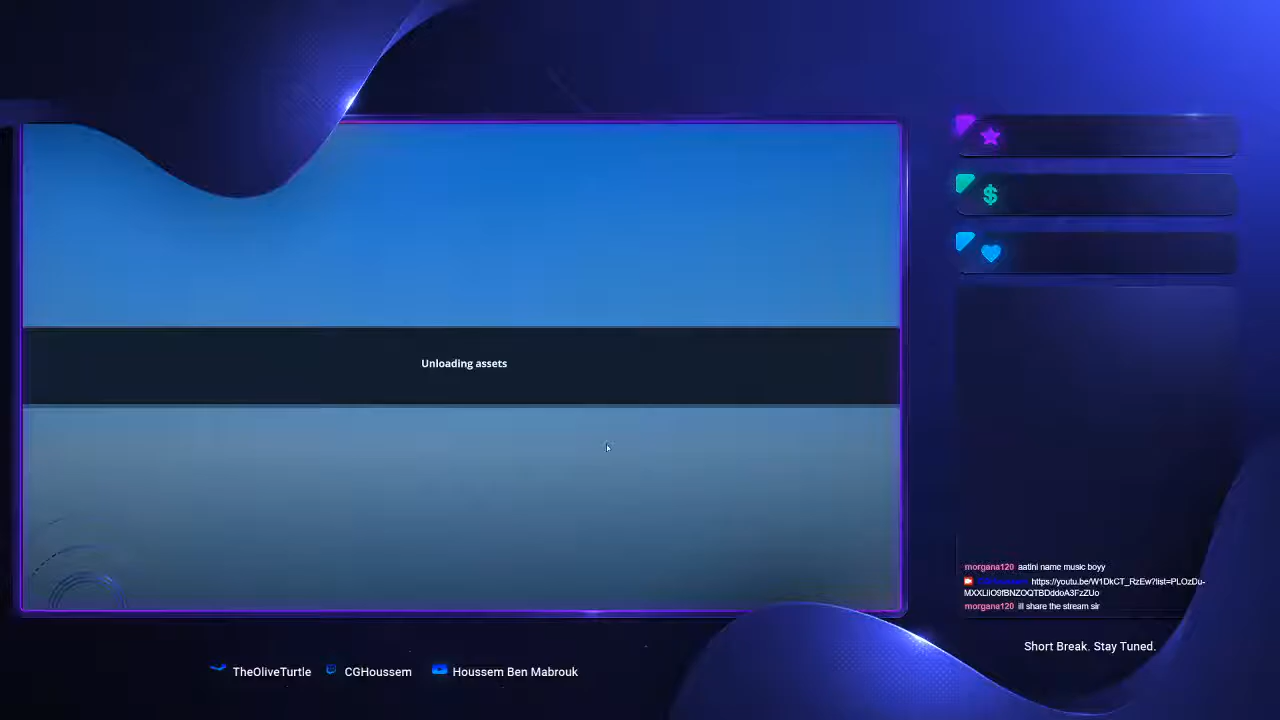 Unloading assets
morgana120 aatini name music boyy
https://youtu.be/W1DkCT_RzEw?list=PLOzDu-
MXXLIiO9fBNZOQTBDddoA3FzZUo
morgana120 ill share the stream sir
Short Break. Stay Tuned.
TheOliveTurtle CGHoussem Houssem Ben Mabrouk